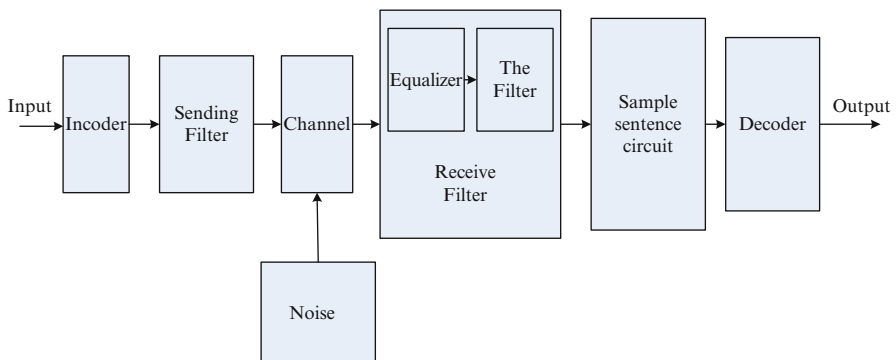 Input
Incoder
Sending
Filter
Channel
Equalizer
The
Filter
Receive
Filter
Sample
sentence
circuit
Decoder
Output
Noise